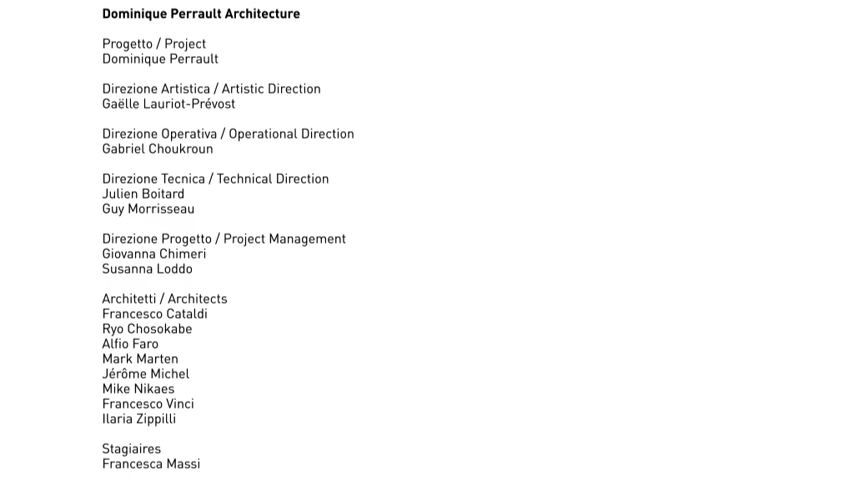 Dominique Perrault Architecture
Progetto / Project
Dominique Perrault
Direzione Artistica / Artistic Direction
Gaëlle Lauriot-Prévost
Direzione Operativa / Operational Direction
Gabriel Choukroun
Direzione Tecnica / Technical Direction
Julien Boitard
Guy Morrisseau
Direzione Progetto / Project Management
Giovanna Chimeri
Susanna Loddo
Architetti / Architects
Francesco Cataldi
Ryo Chosokabe
Alfio Faro
Mark Marten
Jérôme Michel
Mike Nikaes
Francesco Vinci
Ilaria Zippilli
Stagiaires
Francesca Massi